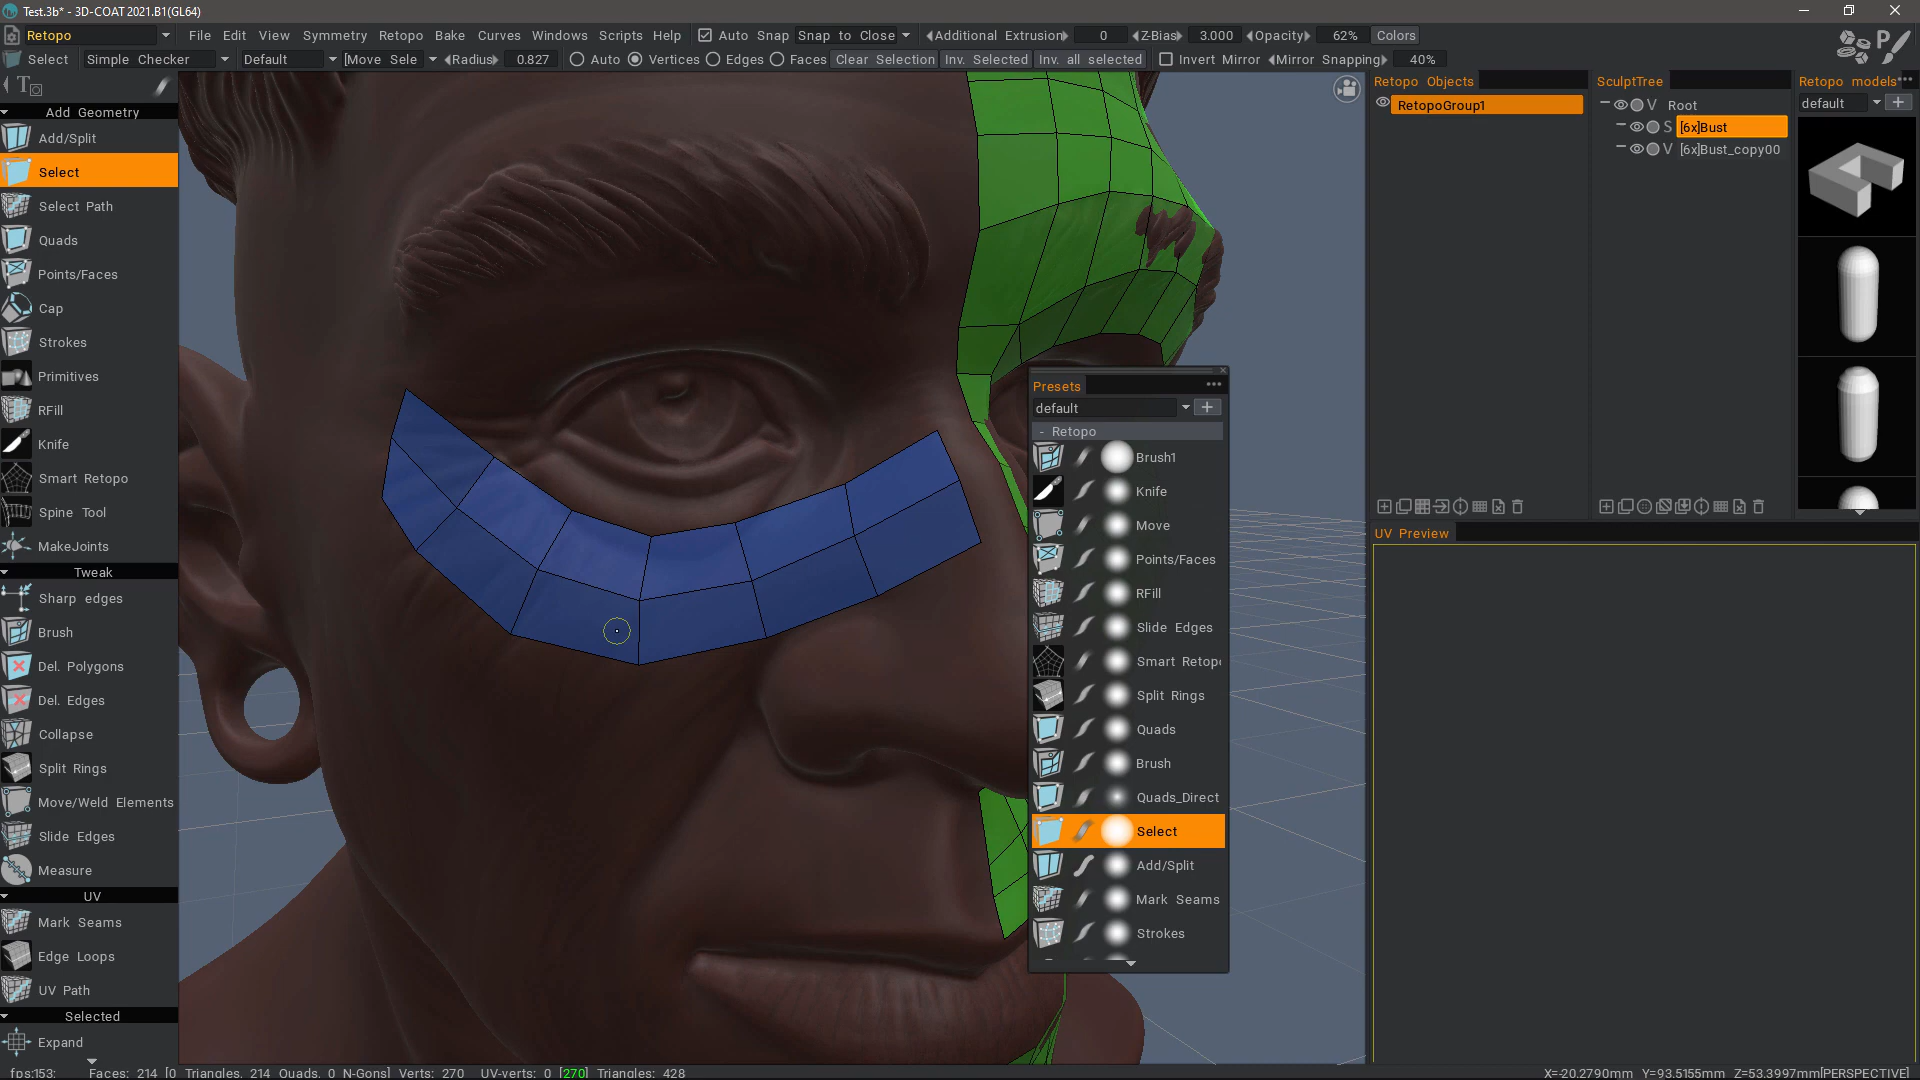 Test.3b* - 3D-COAT 2021.B1(GL64)
Retopo File Edit View Symmetry Retopo Bake Curves Windows Scripts Help Auto Snap Snap to Close Additional Extrusion 0 Z-Bias 3.000 Opacity 62% Colors
Select Simple Checker Default [Move Sele Radius 0.827 Auto Vertices Edges Faces Clear Selection Inv. Selected Inv. all selected Invert Mirror Mirror Snapping 40%
Add Geometry
Add/Split
Select
Select Path
Quads
Points/Faces
Cap
Strokes
Primitives
RFill
Knife
Smart Retopo
Spine Tool
MakeJoints
Tweak
Sharp edges
Brush
Del. Polygons
Del. Edges
Collapse
Split Rings
Move/Weld Elements
Slide Edges
Measure
UV
Mark Seams
Edge Loops
UV Path
Selected
Expand
Presets
default
- Retopo
Brush1
Knife
Move
Points/Faces
RFill
Slide Edges
Smart Retop
Split Rings
Quads
Brush
Quads_Direct
Select
Add/Split
Mark Seams
Strokes
Retopo Objects
RetopoGroup1
SculptTree
V Root
S [6x]Bust
V [6x]Bust_copy00
Retopo models
default
UV Preview
fps:153: Faces: 214 [0 Triangles. 214 Quads. 0 N-Gons] Verts: 270 UV-verts: 0 [270] Triangles: 428
X=-20.2790mm Y=93.5155mm Z=53.3997mm[PERSPECTIVE]